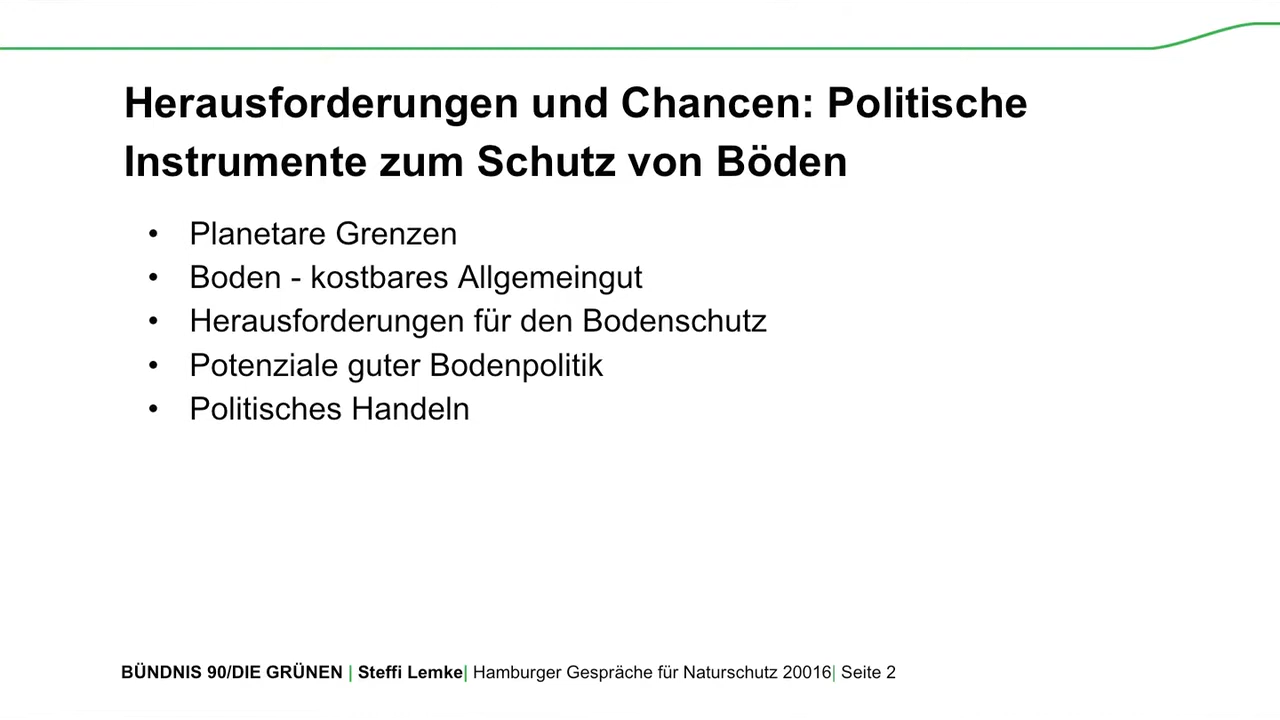 Herausforderungen und Chancen: Politische
Instrumente zum Schutz von Böden
• Planetare Grenzen
• Boden - kostbares Allgemeingut
• Herausforderungen für den Bodenschutz
• Potenziale guter Bodenpolitik
• Politisches Handeln
BÜNDNIS 90/DIE GRÜNEN | Steffi Lemke| Hamburger Gespräche für Naturschutz 20016| Seite 2